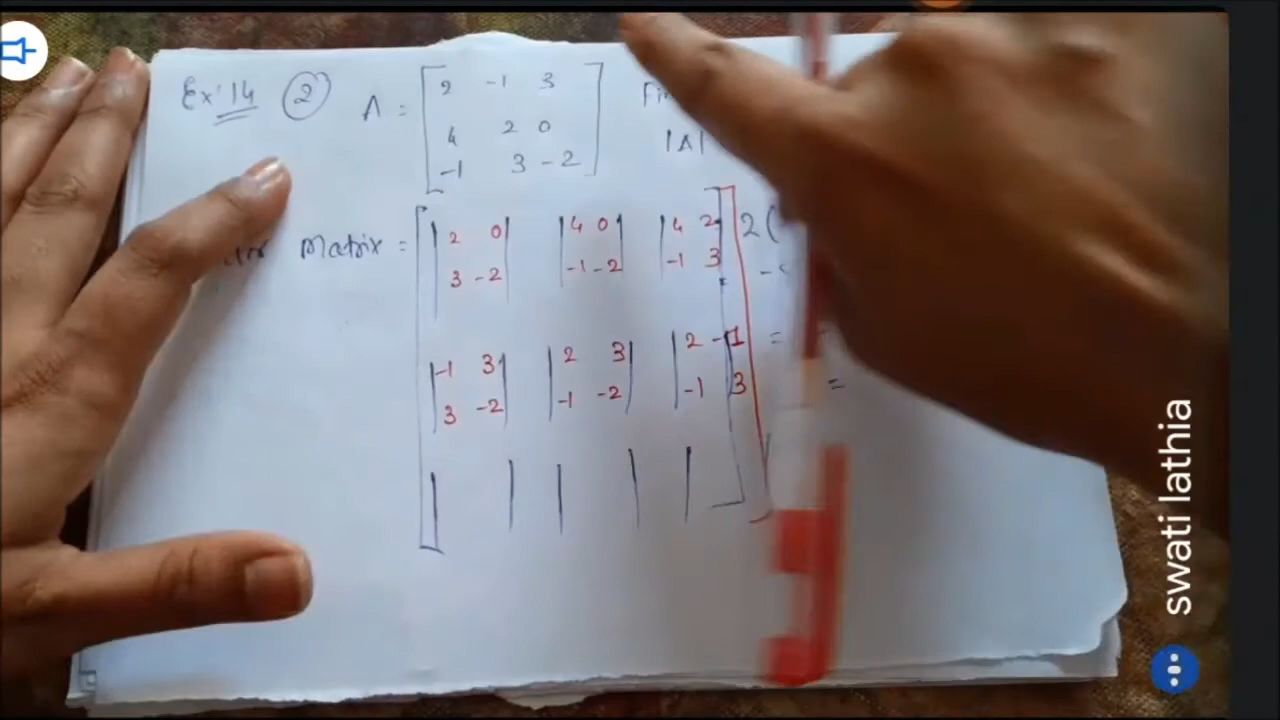 Ex:14 (2) A = [ 2 -1 3
4 2 0
-1 3 -2 ]
|A|
Matrix = [ | 2 0 | | 4 0 | | 4 2 | ] 2(
| 3 -2 | | -1 -2 | | -1 3 |
| -1 3 | | 2 3 | | 2 -1 | =
| 3 -2 | | -1 -2 | | -1 3 | =
swati lathia